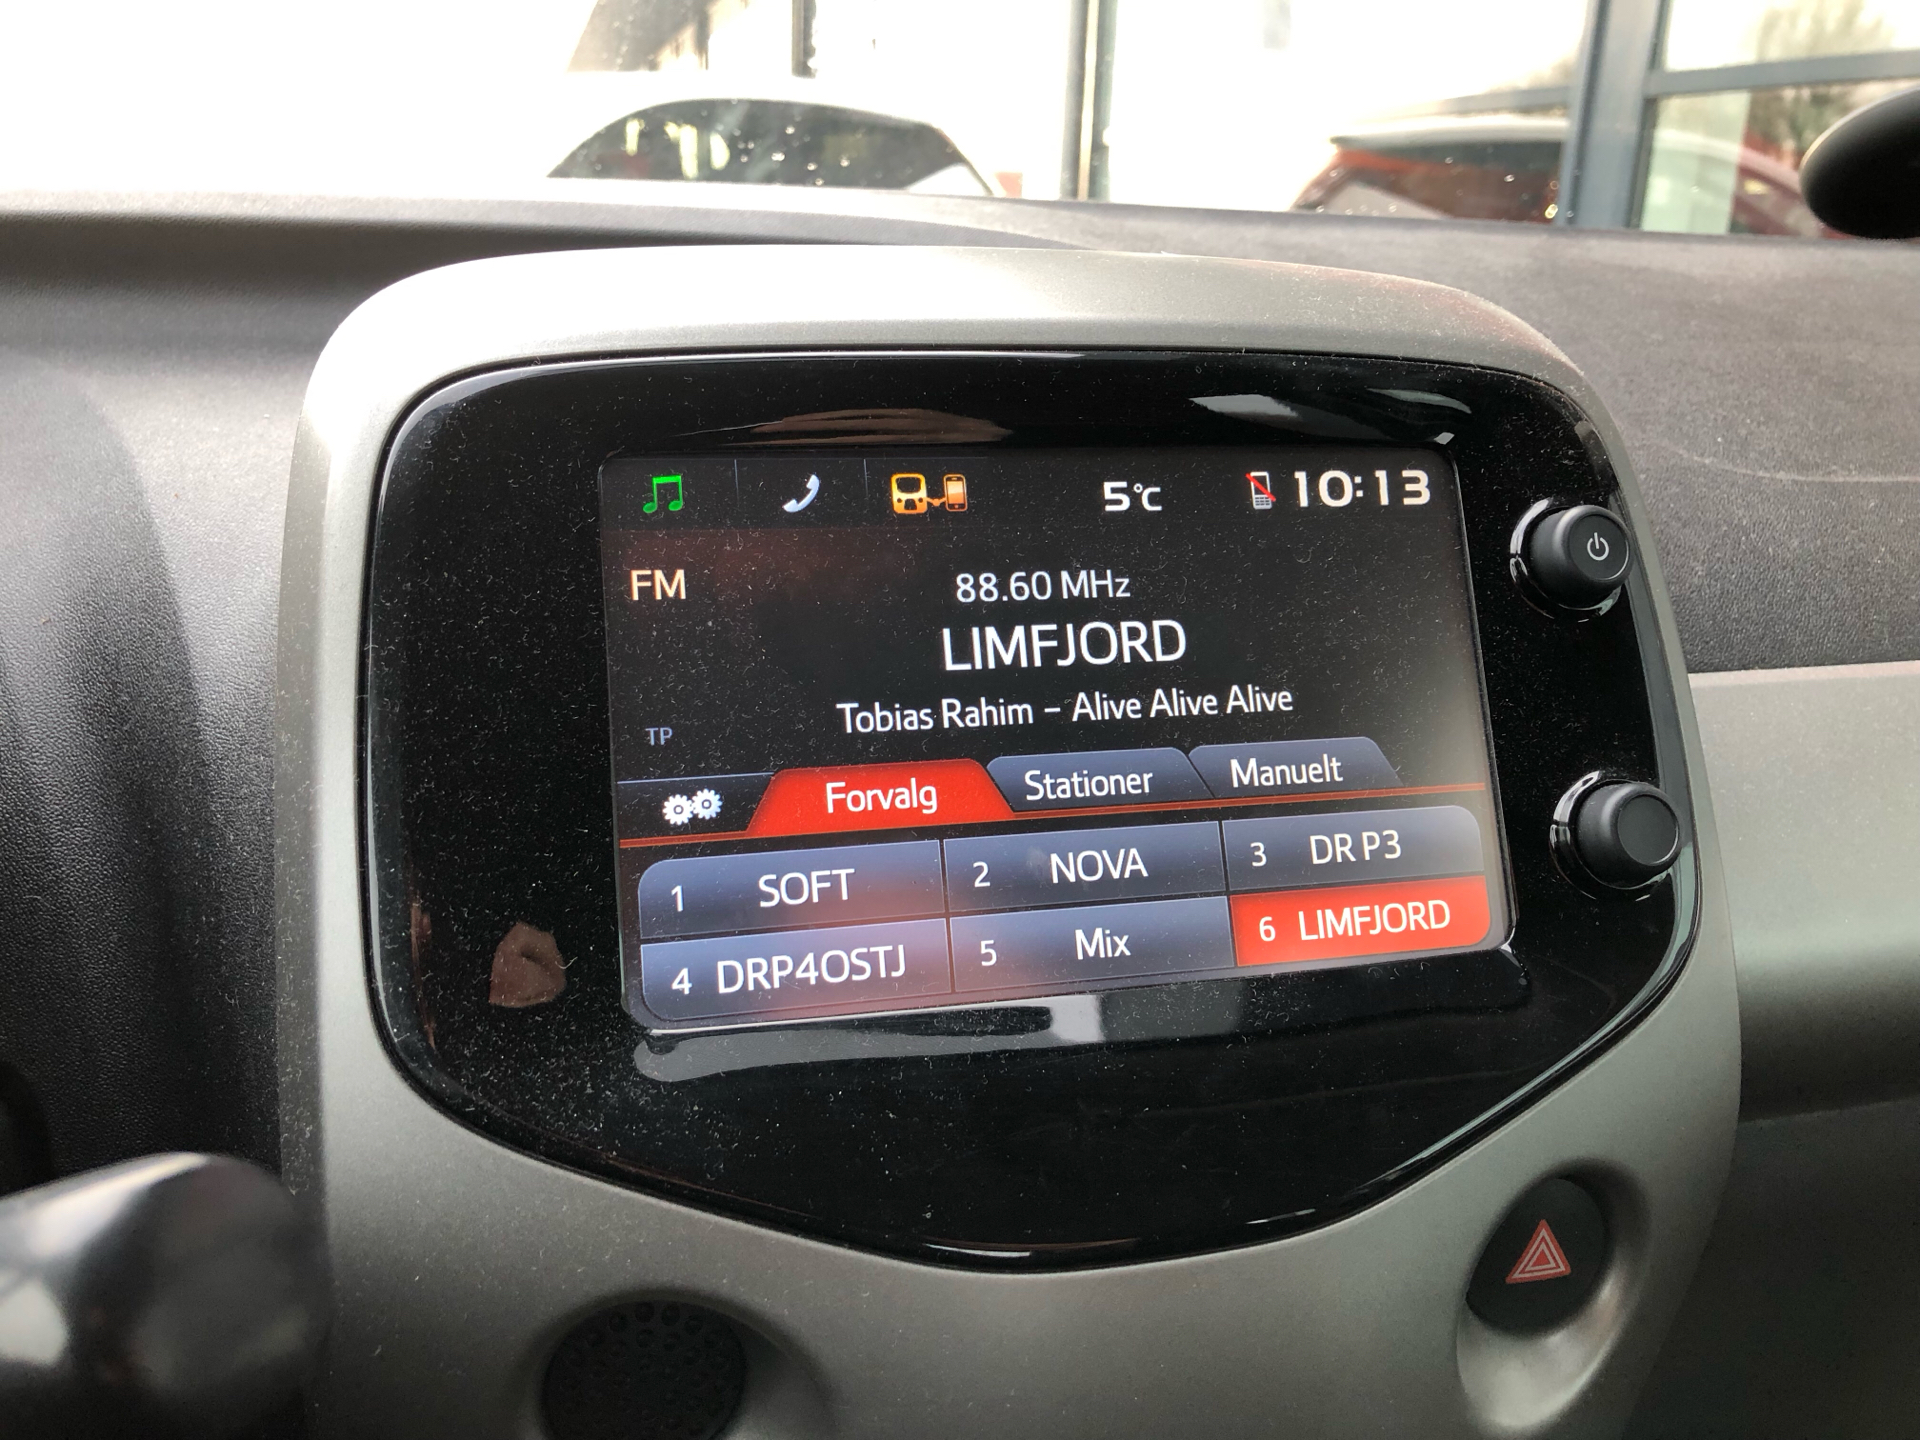 5°C 10:13
FM
88.60 MHz
LIMFJORD
Tobias Rahim - Alive Alive Alive
TP
Forvalg Stationer Manuelt
1 SOFT 2 NOVA 3 DR P3
4 DRP4OSTJ 5 Mix 6 LIMFJORD